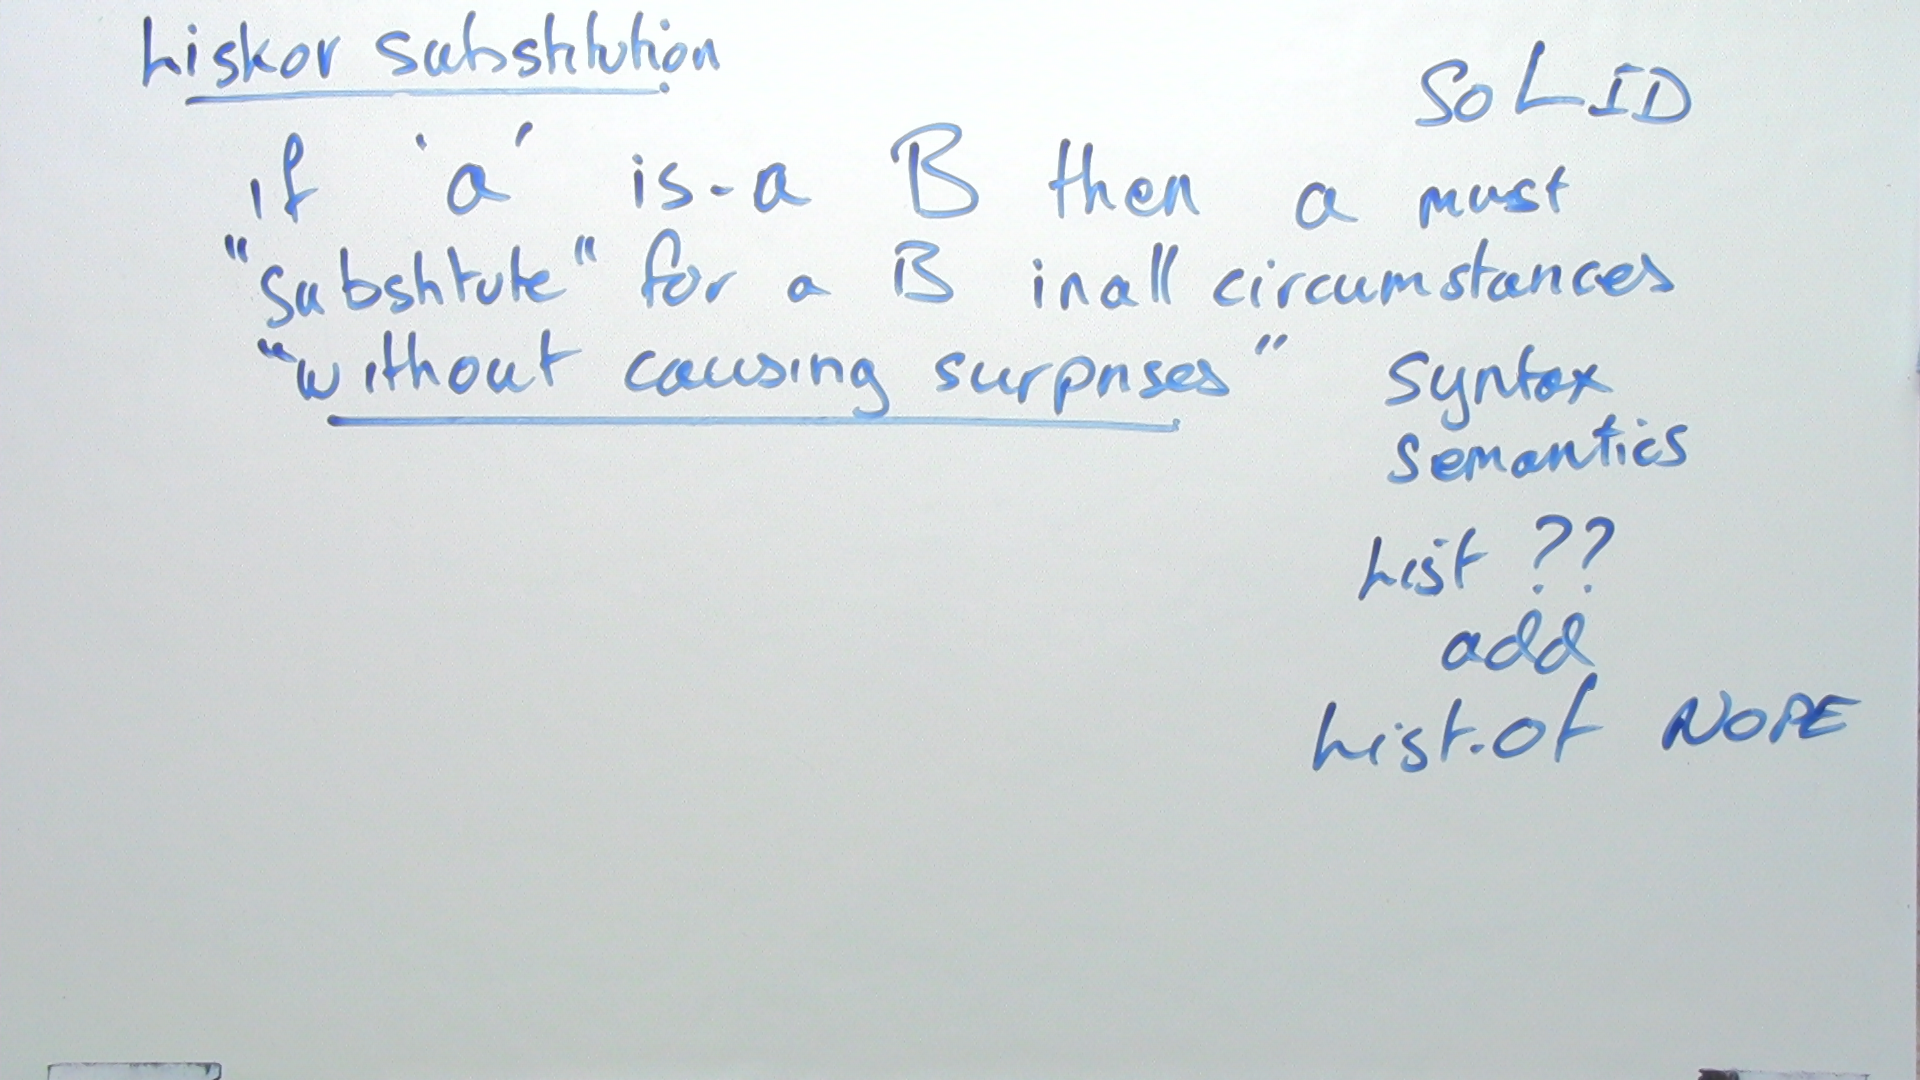 Liskov substitution
SOLID
if 'a' is-a B then a must
"substitute" for a B in all circumstances
"without causing surprises"
syntax
semantics
List ??
add
List.of NOPE